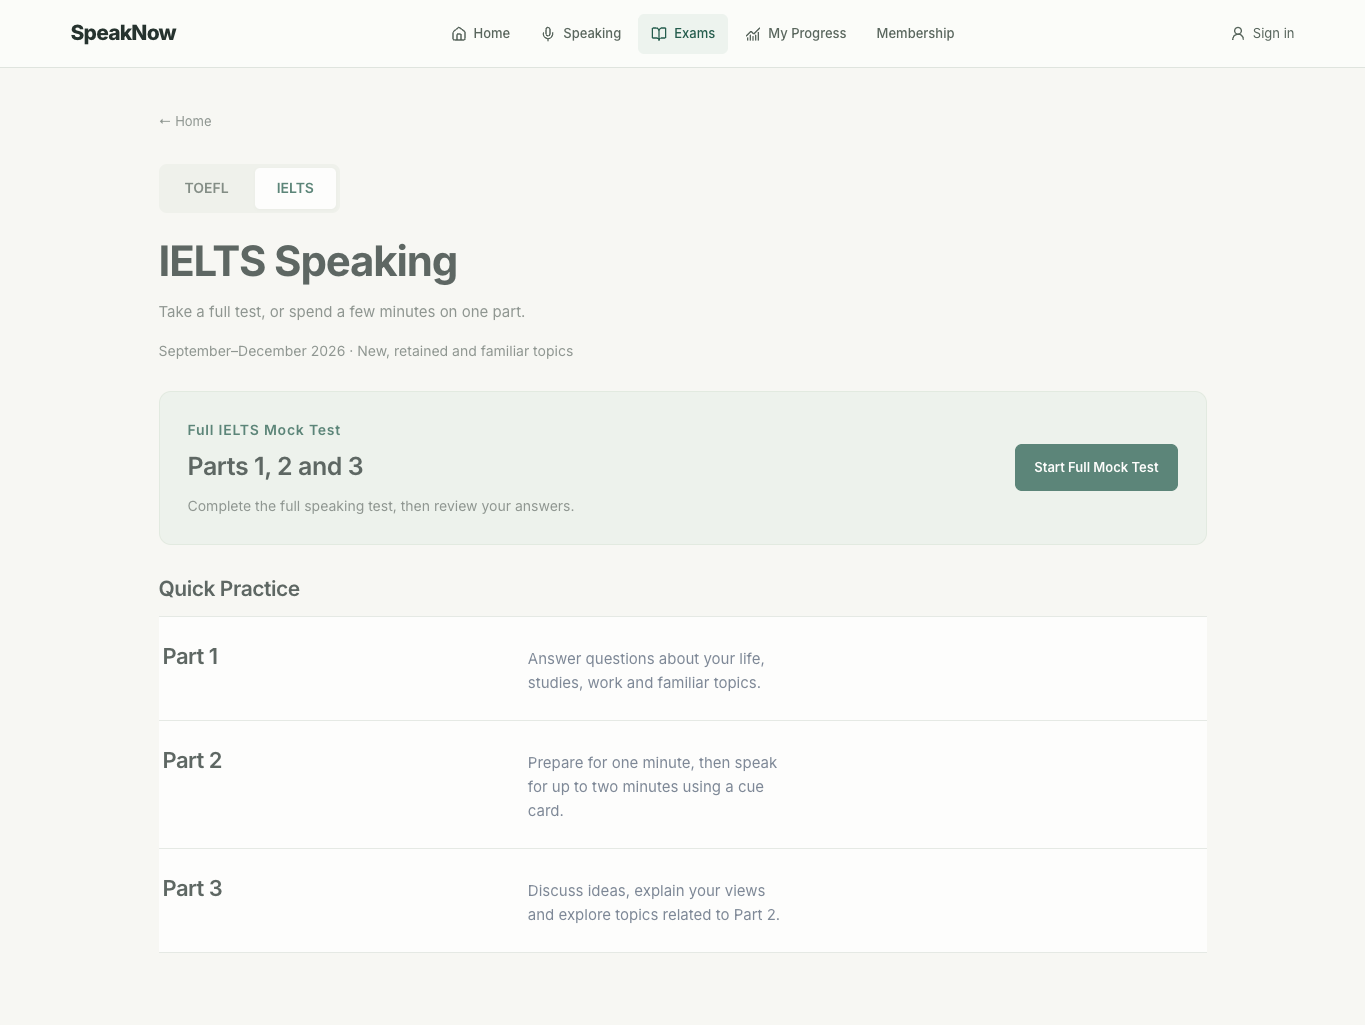 SpeakNow
Home
Speaking
Exams
My Progress
Membership
Sign in
← Home
TOEFL
IELTS
IELTS Speaking
Take a full test, or spend a few minutes on one part.
September–December 2026 · New, retained and familiar topics
Full IELTS Mock Test
Parts 1, 2 and 3
Complete the full speaking test, then review your answers.
Start Full Mock Test
Quick Practice
Part 1
Answer questions about your life,
studies, work and familiar topics.
Part 2
Prepare for one minute, then speak
for up to two minutes using a cue
card.
Part 3
Discuss ideas, explain your views
and explore topics related to Part 2.